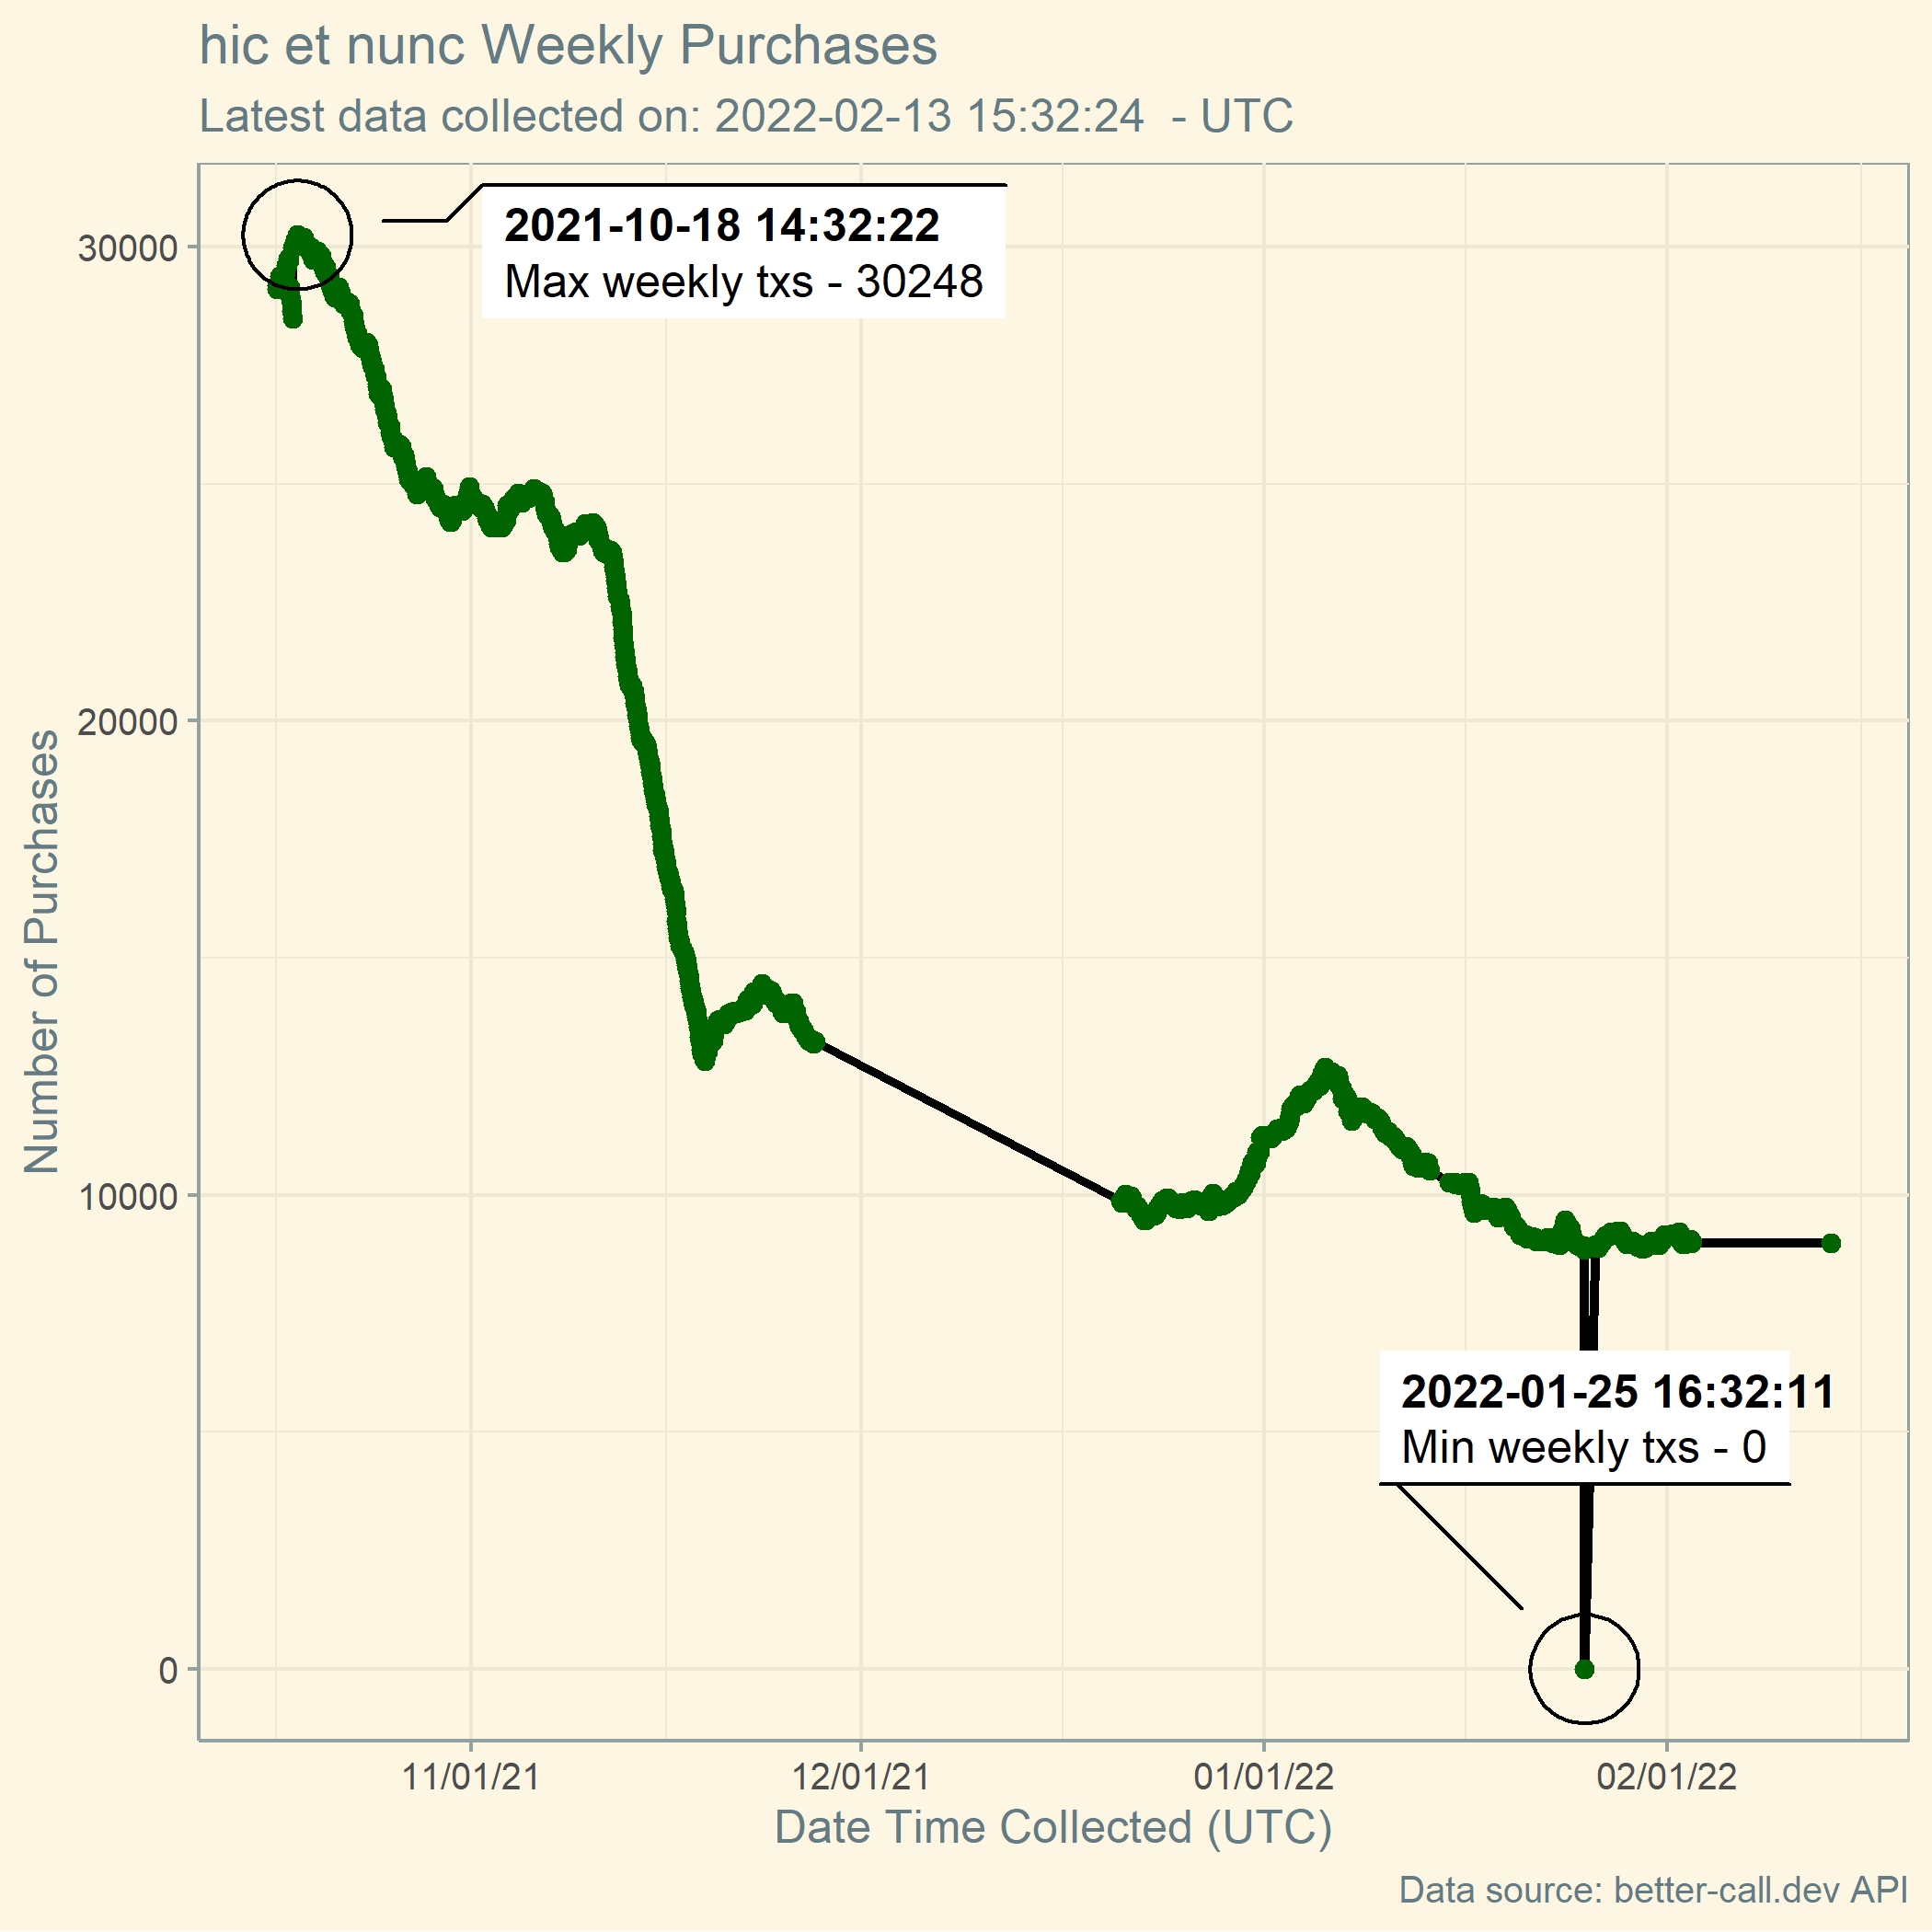 hic et nunc Weekly Purchases
Latest data collected on: 2022-02-13 15:32:24  - UTC
2021-10-18 14:32:22
Max weekly txs - 30248
30000
20000
10000
0
Number of Purchases
2022-01-25 16:32:11
Min weekly txs - 0
11/01/21
12/01/21
01/01/22
02/01/22
Date Time Collected (UTC)
Data source: better-call.dev API